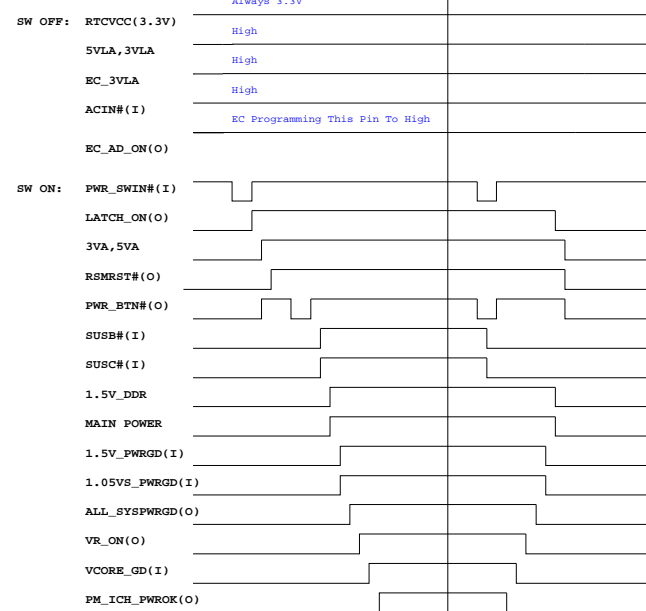 Always 3.3V
SW OFF: RTCVCC(3.3V)
High
5VLA,3VLA
High
EC_3VLA
High
ACIN#(I)
EC Programming This Pin To High
EC_AD_ON(O)
SW ON: PWR_SWIN#(I)
LATCH_ON(O)
3VA,5VA
RSMRST#(O)
PWR_BTN#(O)
SUSB#(I)
SUSC#(I)
1.5V_DDR
MAIN POWER
1.5V_PWRGD(I)
1.05VS_PWRGD(I)
ALL_SYSPWRGD(O)
VR_ON(O)
VCORE_GD(I)
PM_ICH_PWROK(O)